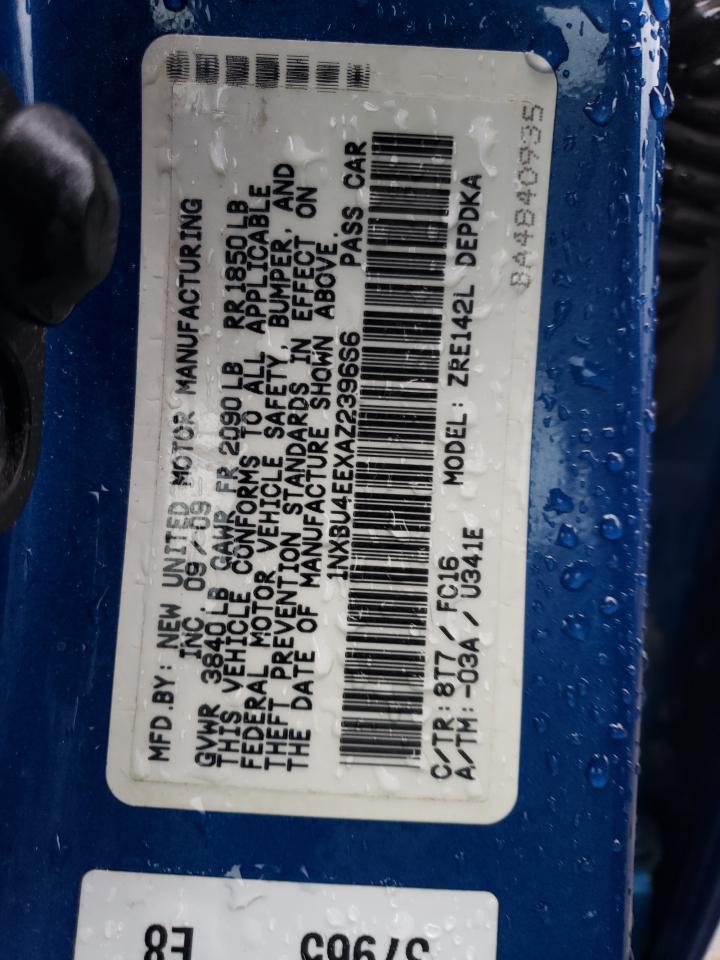 MFD.BY: NEW UNITED MOTOR MANUFACTURING
INC 09/09
GVWR 3840LB GAWR FR 2090LB RR1850LB
THIS VEHICLE CONFORMS TO ALL APPLICABLE
FEDERAL MOTOR VEHICLE SAFETY, BUMPER, AND
THEFT PREVENTION STANDARDS IN EFFECT ON
THE DATE OF MANUFACTURE SHOWN ABOVE.
1NXBU4EEXAZ239656 PASS CAR
C/TR: 8T7 / FC16 MODEL: ZRE142L DEPDKA
A/TM: -03A / U341E
8A4B40935